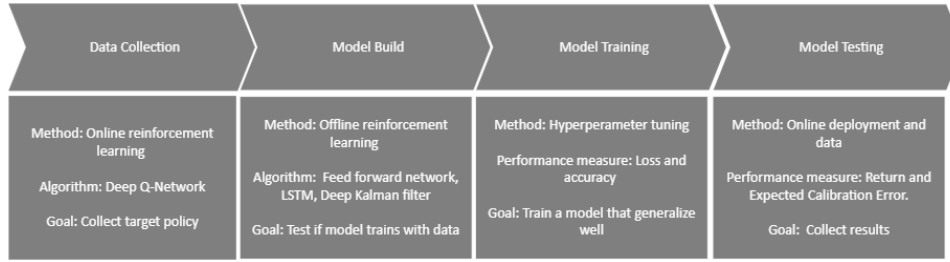 Data Collection
Model Build
Model Training
Model Testing
Method: Online reinforcement
learning
Algorithm: Deep Q-Network
Goal: Collect target policy
Method: Offline reinforcement
learning
Algorithm:  Feed forward network,
LSTM, Deep Kalman filter
Goal: Test if model trains with data
Method: Hyperperameter tuning
Performance measure: Loss and
accuracy
Goal: Train a model that generalize
well
Method: Online deployment and
data
Performance measure: Return and
Expected Calibration Error.
Goal:  Collect results